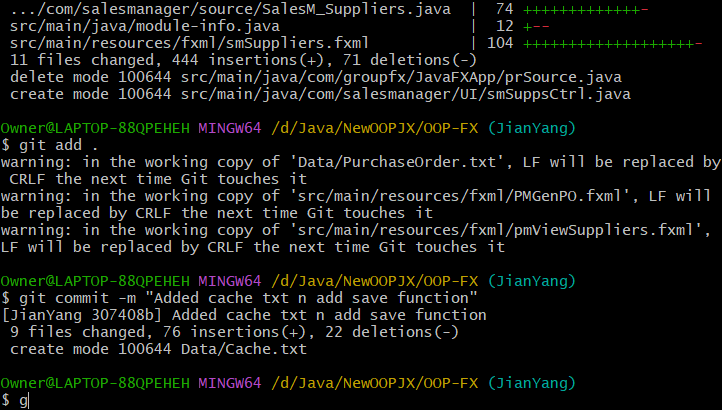 .../com/salesmanager/source/SalesM_Suppliers.java | 74 +++++++++++++-
src/main/java/module-info.java | 12 +--
src/main/resources/fxml/smSuppliers.fxml | 104 +++++++++++++++++++-
11 files changed, 444 insertions(+), 71 deletions(-)
delete mode 100644 src/main/java/com/groupfx/JavaFXApp/prSource.java
create mode 100644 src/main/java/com/salesmanager/UI/smSuppsCtrl.java
Owner@LAPTOP-88QPEHEH MINGW64 /d/Java/NewOOPJX/OOP-FX (JianYang)
$ git add .
warning: in the working copy of 'Data/PurchaseOrder.txt', LF will be replaced by
CRLF the next time Git touches it
warning: in the working copy of 'src/main/resources/fxml/PMGenPO.fxml', LF will
be replaced by CRLF the next time Git touches it
warning: in the working copy of 'src/main/resources/fxml/pmViewSuppliers.fxml',
LF will be replaced by CRLF the next time Git touches it
Owner@LAPTOP-88QPEHEH MINGW64 /d/Java/NewOOPJX/OOP-FX (JianYang)
$ git commit -m "Added cache txt n add save function"
[JianYang 307408b] Added cache txt n add save function
9 files changed, 76 insertions(+), 22 deletions(-)
create mode 100644 Data/Cache.txt
Owner@LAPTOP-88QPEHEH MINGW64 /d/Java/NewOOPJX/OOP-FX (JianYang)
$ g